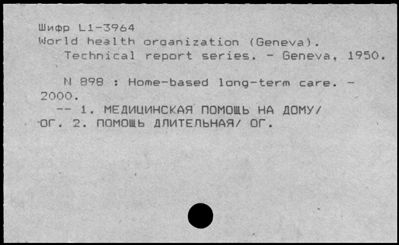 Шифр L1-3964
World health organization (Geneva).
Technical report series. - Geneva, 1950.
N 898 : Home-based long-term care. -
2000.
-- 1. МЕДИЦИНСКАЯ ПОМОЩЬ НА ДОМУ/
ОГ. 2. ПОМОЩЬ ДЛИТЕЛЬНАЯ/ ОГ.